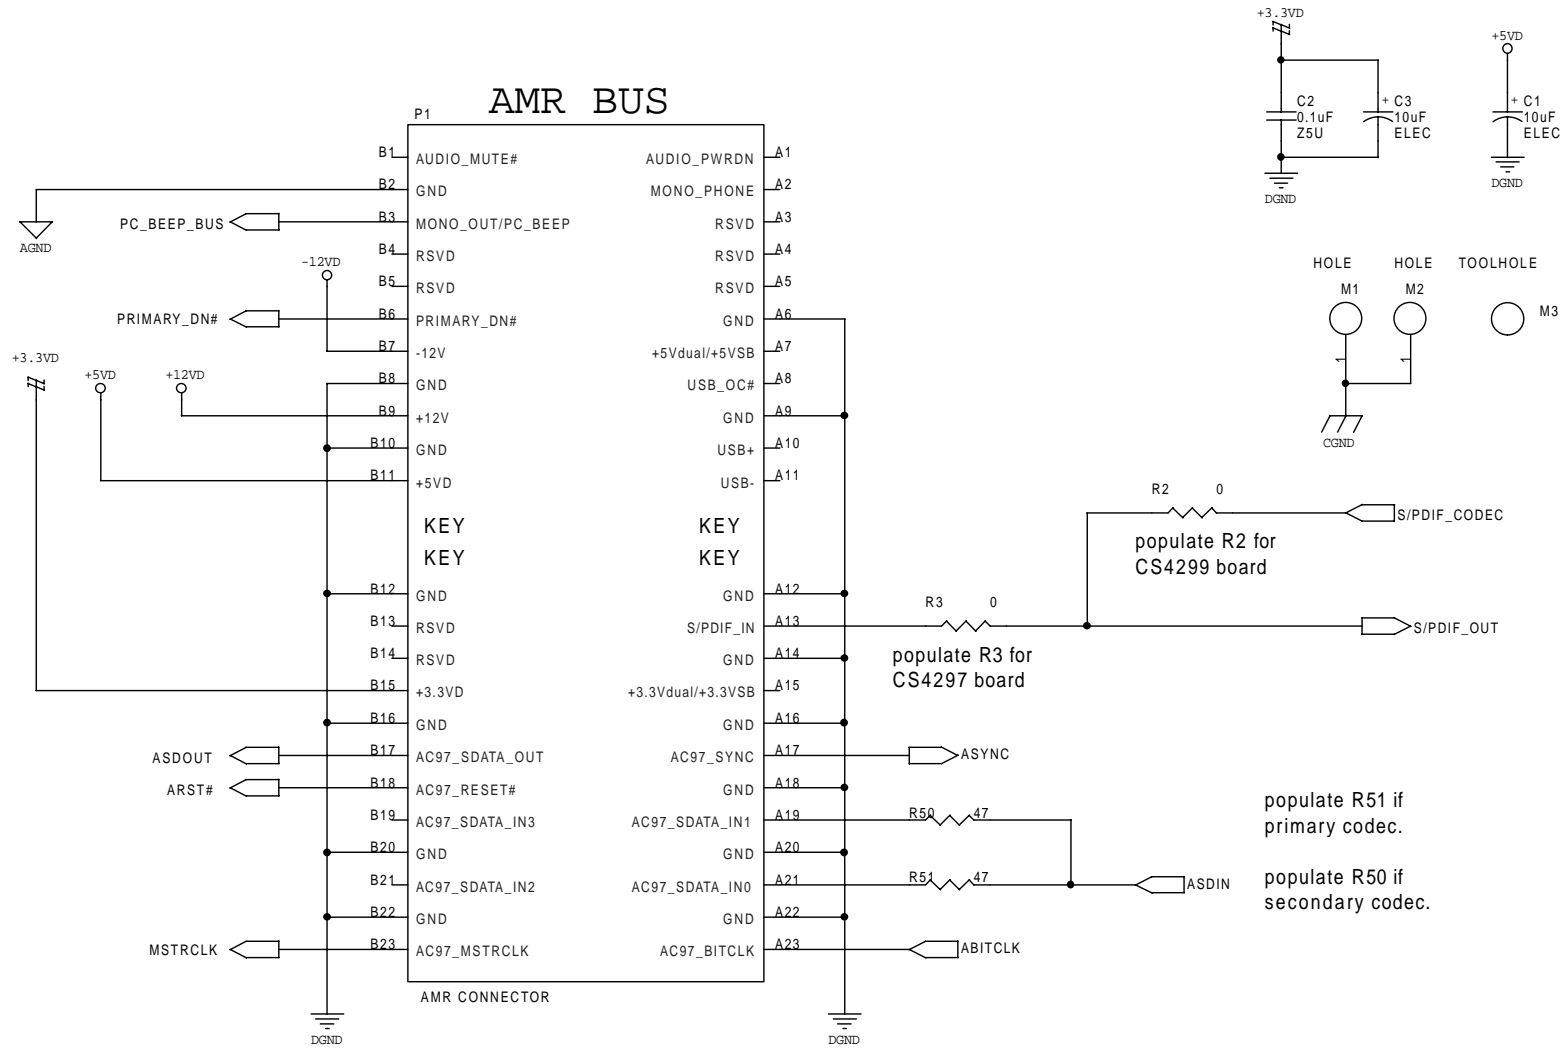 +3.3VD
+5VD
C2
0.1uF
Z5U
+ C3
10uF
ELEC
+ C1
10uF
ELEC
DGND
DGND
AMR BUS
P1
B1 AUDIO_MUTE# AUDIO_PWRDN A1
B2 GND MONO_PHONE A2
AGND
PC_BEEP_BUS B3 MONO_OUT/PC_BEEP RSVD A3
B4 RSVD RSVD A4
-12VD
B5 RSVD RSVD A5
PRIMARY_DN# B6 PRIMARY_DN# GND A6
B7 -12V +5Vdual/+5VSB A7
+3.3VD
+5VD
+12VD
B8 GND USB_OC# A8
B9 +12V GND A9
B10 GND USB+ A10
B11 +5VD USB- A11
KEY KEY
KEY KEY
B12 GND GND A12
B13 RSVD S/PDIF_IN A13
B14 RSVD GND A14
B15 +3.3VD +3.3Vdual/+3.3VSB A15
B16 GND GND A16
ASDOUT B17 AC97_SDATA_OUT AC97_SYNC A17 ASYNC
ARST# B18 AC97_RESET# GND A18
B19 AC97_SDATA_IN3 AC97_SDATA_IN1 A19 R50 47
B20 GND GND A20
B21 AC97_SDATA_IN2 AC97_SDATA_IN0 A21 R51 47 ASDIN
B22 GND GND A22
MSTRCLK B23 AC97_MSTRCLK AC97_BITCLK A23 ABITCLK
AMR CONNECTOR
DGND
DGND
HOLE HOLE TOOLHOLE
M1 M2 M3
1 1
CGND
R2 0
S/PDIF_CODEC
populate R2 for
CS4299 board
R3 0
S/PDIF_OUT
populate R3 for
CS4297 board
populate R51 if
primary codec.
populate R50 if
secondary codec.